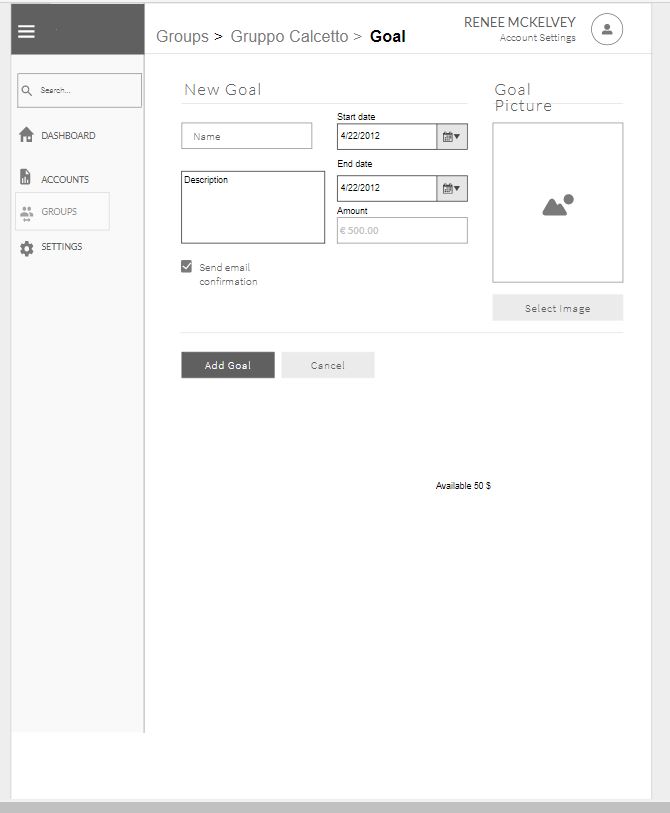 Groups > Gruppo Calcetto > Goal
RENEE MCKELVEY
Account Settings
Search...
DASHBOARD
ACCOUNTS
GROUPS
SETTINGS
New Goal
Name
Description
Send email
confirmation
Start date
4/22/2012
End date
4/22/2012
Amount
€ 500.00
Goal
Picture
Select Image
Add Goal
Cancel
Available 50 $